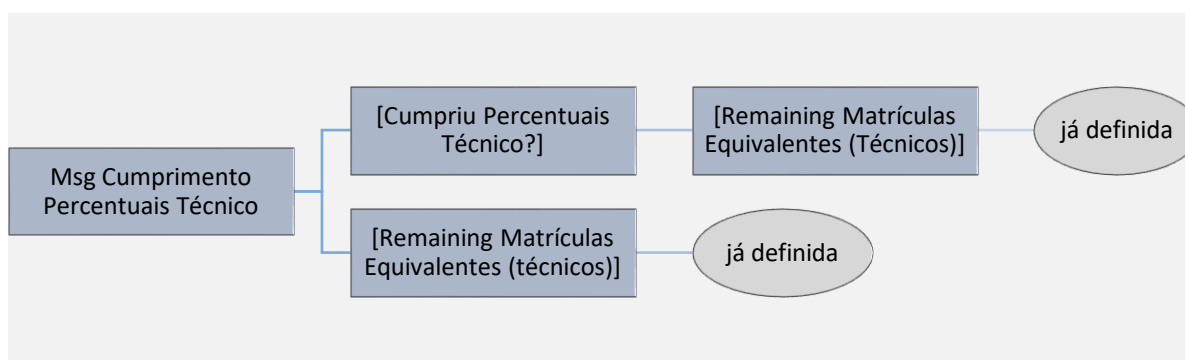 Msg Cumprimento
Percentuais Técnico
[Cumpriu Percentuais
Técnico?]
[Remaining Matrículas
Equivalentes (Técnicos)]
já definida
[Remaining Matrículas
Equivalentes (técnicos)]
já definida